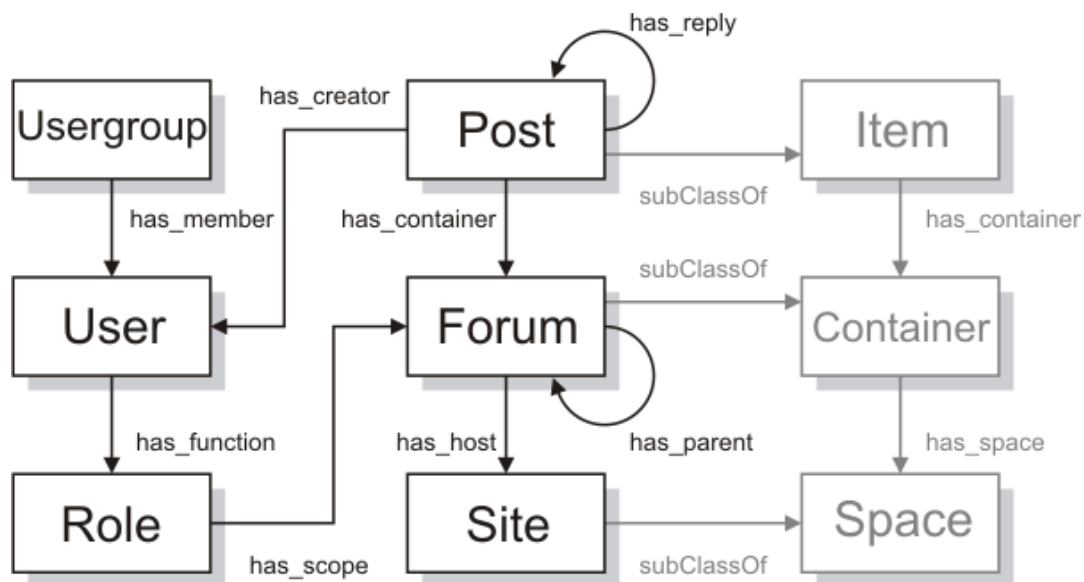 has_reply
has_creator
Usergroup
Post
Item
subClassOf
has_member
has_container
has_container
subClassOf
User
Forum
Container
has_function
has_host
has_parent
has_space
Role
Site
Space
has_scope
subClassOf